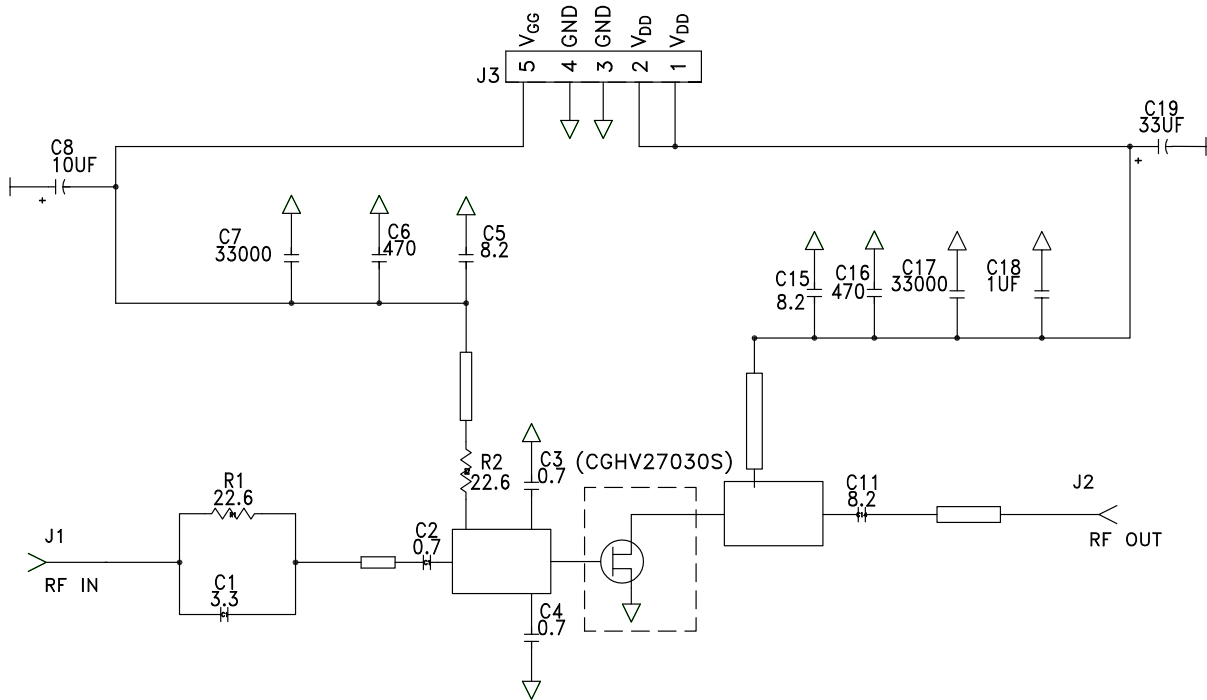 VGG
GND
GND
VDD
VDD
J3
5
4
3
2
1
C8
10UF
+
C19
33UF
+
C7
33000
C6
470
C5
8.2
C15
8.2
C16
470
C17
33000
C18
1UF
R2
22.6
C3
0.7
(CGHV27030S)
R1
22.6
C11
8.2
J2
RF OUT
J1
RF IN
C2
0.7
C1
3.3
C4
0.7